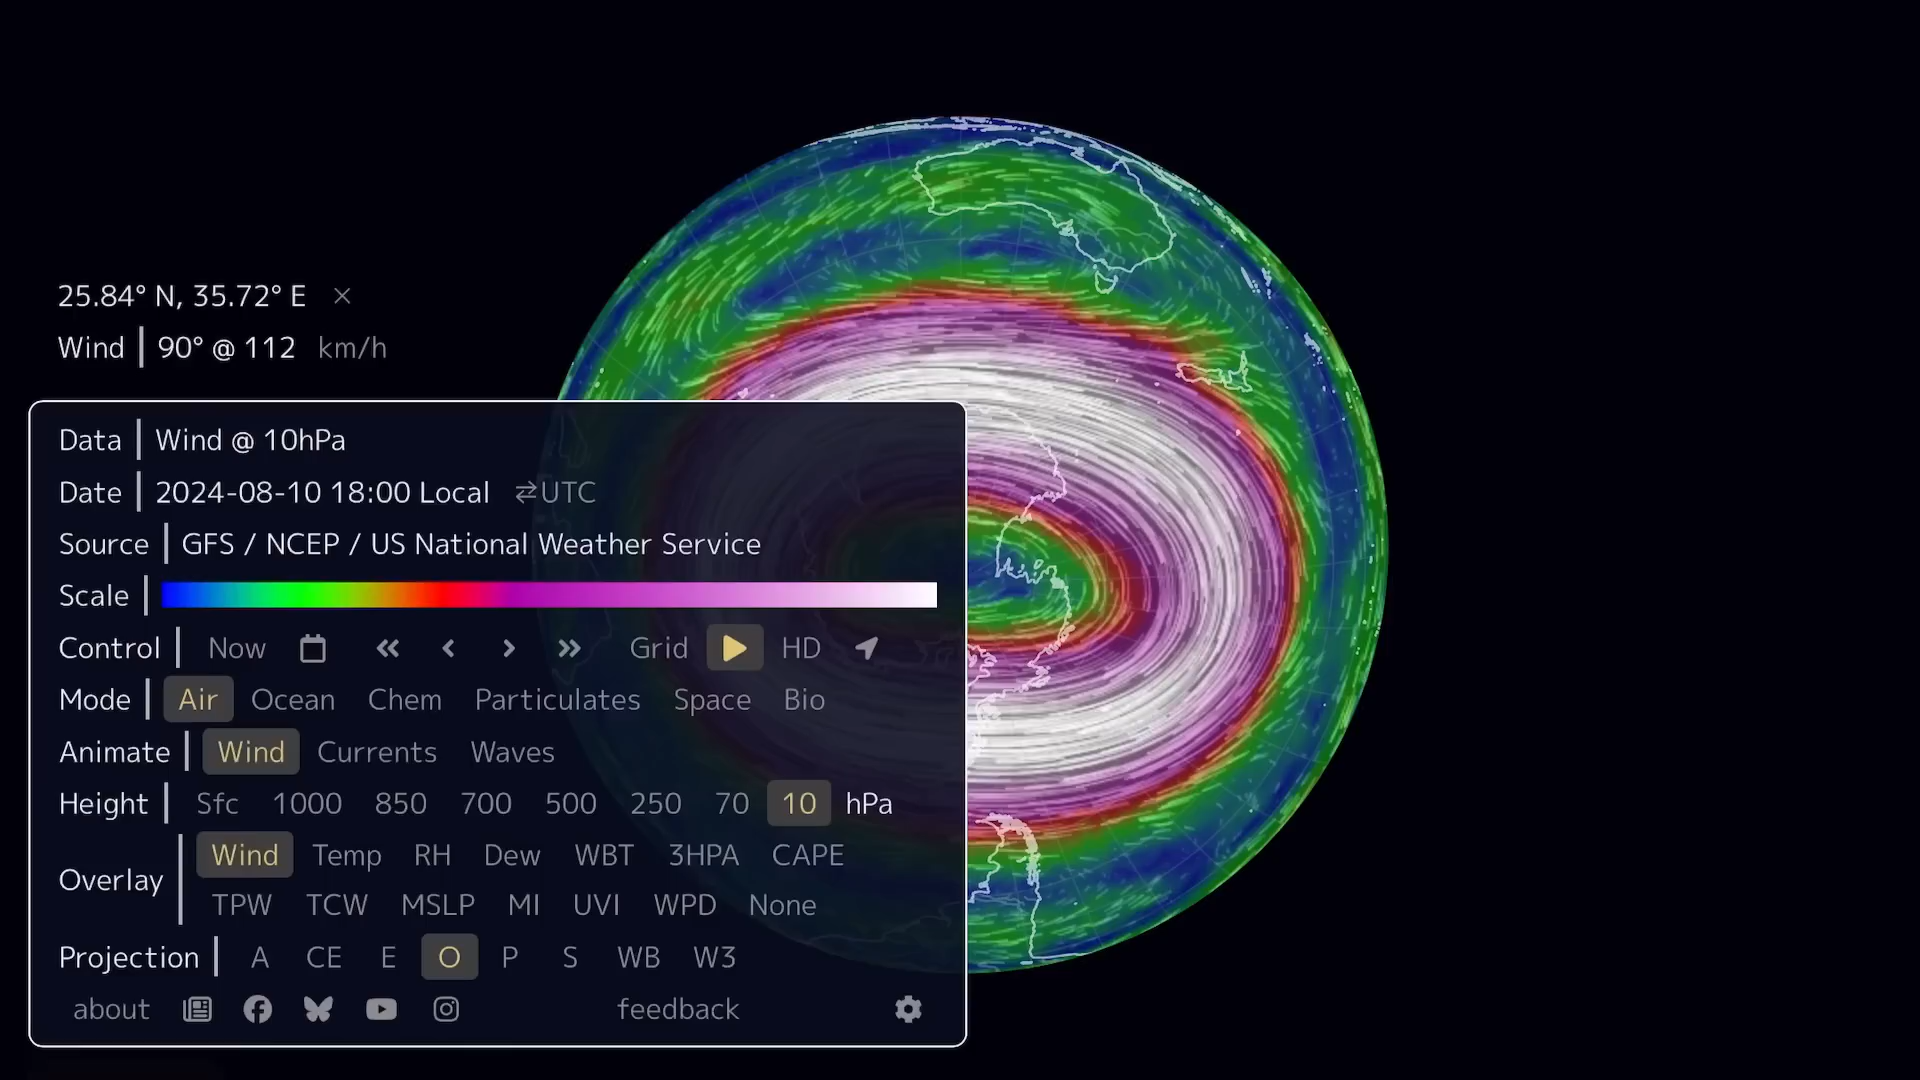 25.84° N, 35.72° E ×
Wind | 90° @ 112 km/h
Data | Wind @ 10hPa
Date | 2024-08-10 18:00 Local ⇄UTC
Source | GFS / NCEP / US National Weather Service
Scale |
Control | Now « ‹ › » Grid HD
Mode | Air Ocean Chem Particulates Space Bio
Animate | Wind Currents Waves
Height | Sfc 1000 850 700 500 250 70 10 hPa
Overlay | Wind Temp RH Dew WBT 3HPA CAPE
TPW TCW MSLP MI UVI WPD None
Projection | A CE E O P S WB W3
about feedback